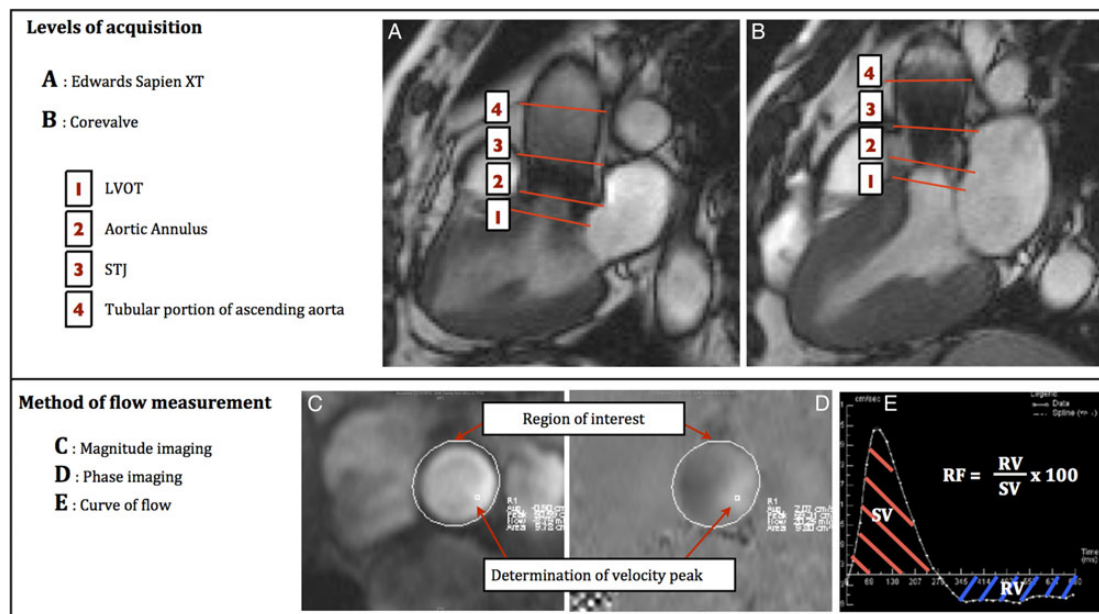 Levels of acquisition
A : Edwards Sapien XT
B : Corevalve
1 LVOT
2 Aortic Annulus
3 STJ
4 Tubular portion of ascending aorta
A
4
3
2
1
B
4
3
2
1
Method of flow measurement
C : Magnitude imaging
D : Phase imaging
E : Curve of flow
C
Region of interest
D
Determination of velocity peak
R1
R1
E
cm/sec
Data
Spline
RF = RV / SV x 100
SV
RV
Time
(ms)